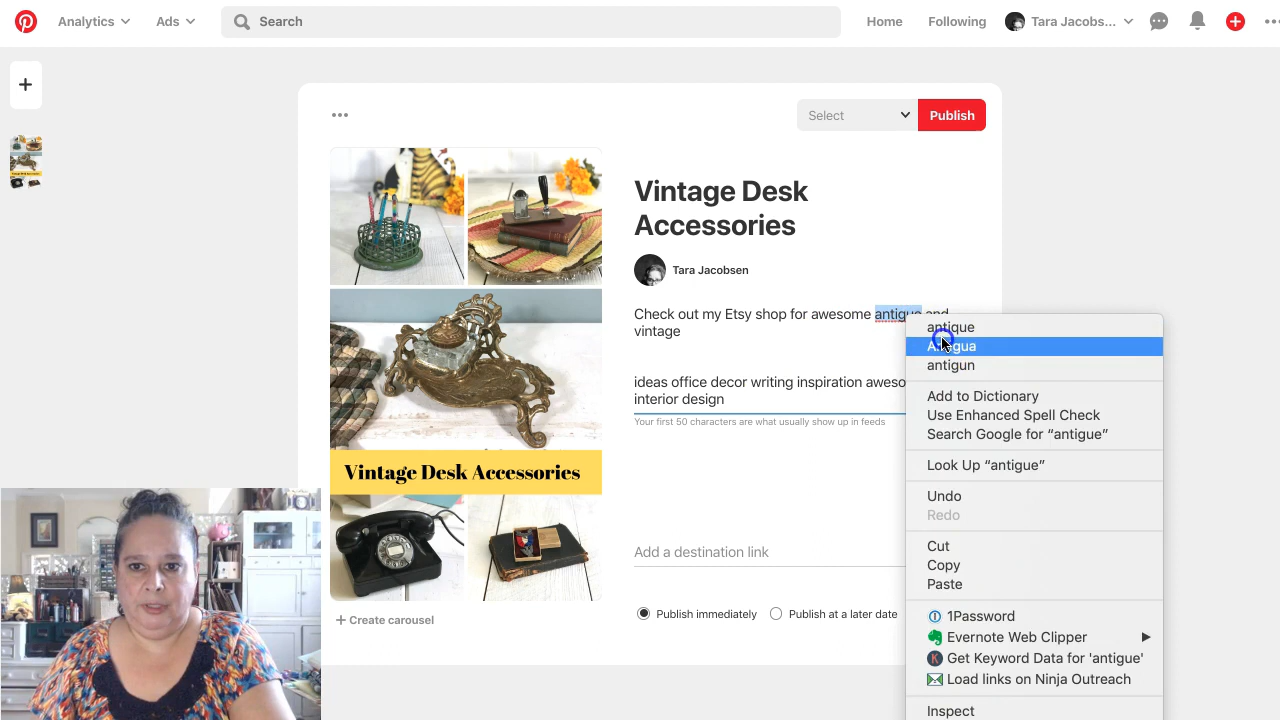 Analytics
Ads
Search
Home
Following
Tara Jacobs...
Select
Publish
Vintage Desk
Accessories
Tara Jacobsen
Check out my Etsy shop for awesome antigue and
vintage
ideas office decor writing inspiration aweso
interior design
Your first 50 characters are what usually show up in feeds
Vintage Desk Accessories
Add a destination link
Publish immediately
Publish at a later date
Create carousel
antique
Antigua
antigun
Add to Dictionary
Use Enhanced Spell Check
Search Google for “antigue”
Look Up “antigue”
Undo
Redo
Cut
Copy
Paste
1Password
Evernote Web Clipper
Get Keyword Data for 'antigue'
Load links on Ninja Outreach
Inspect